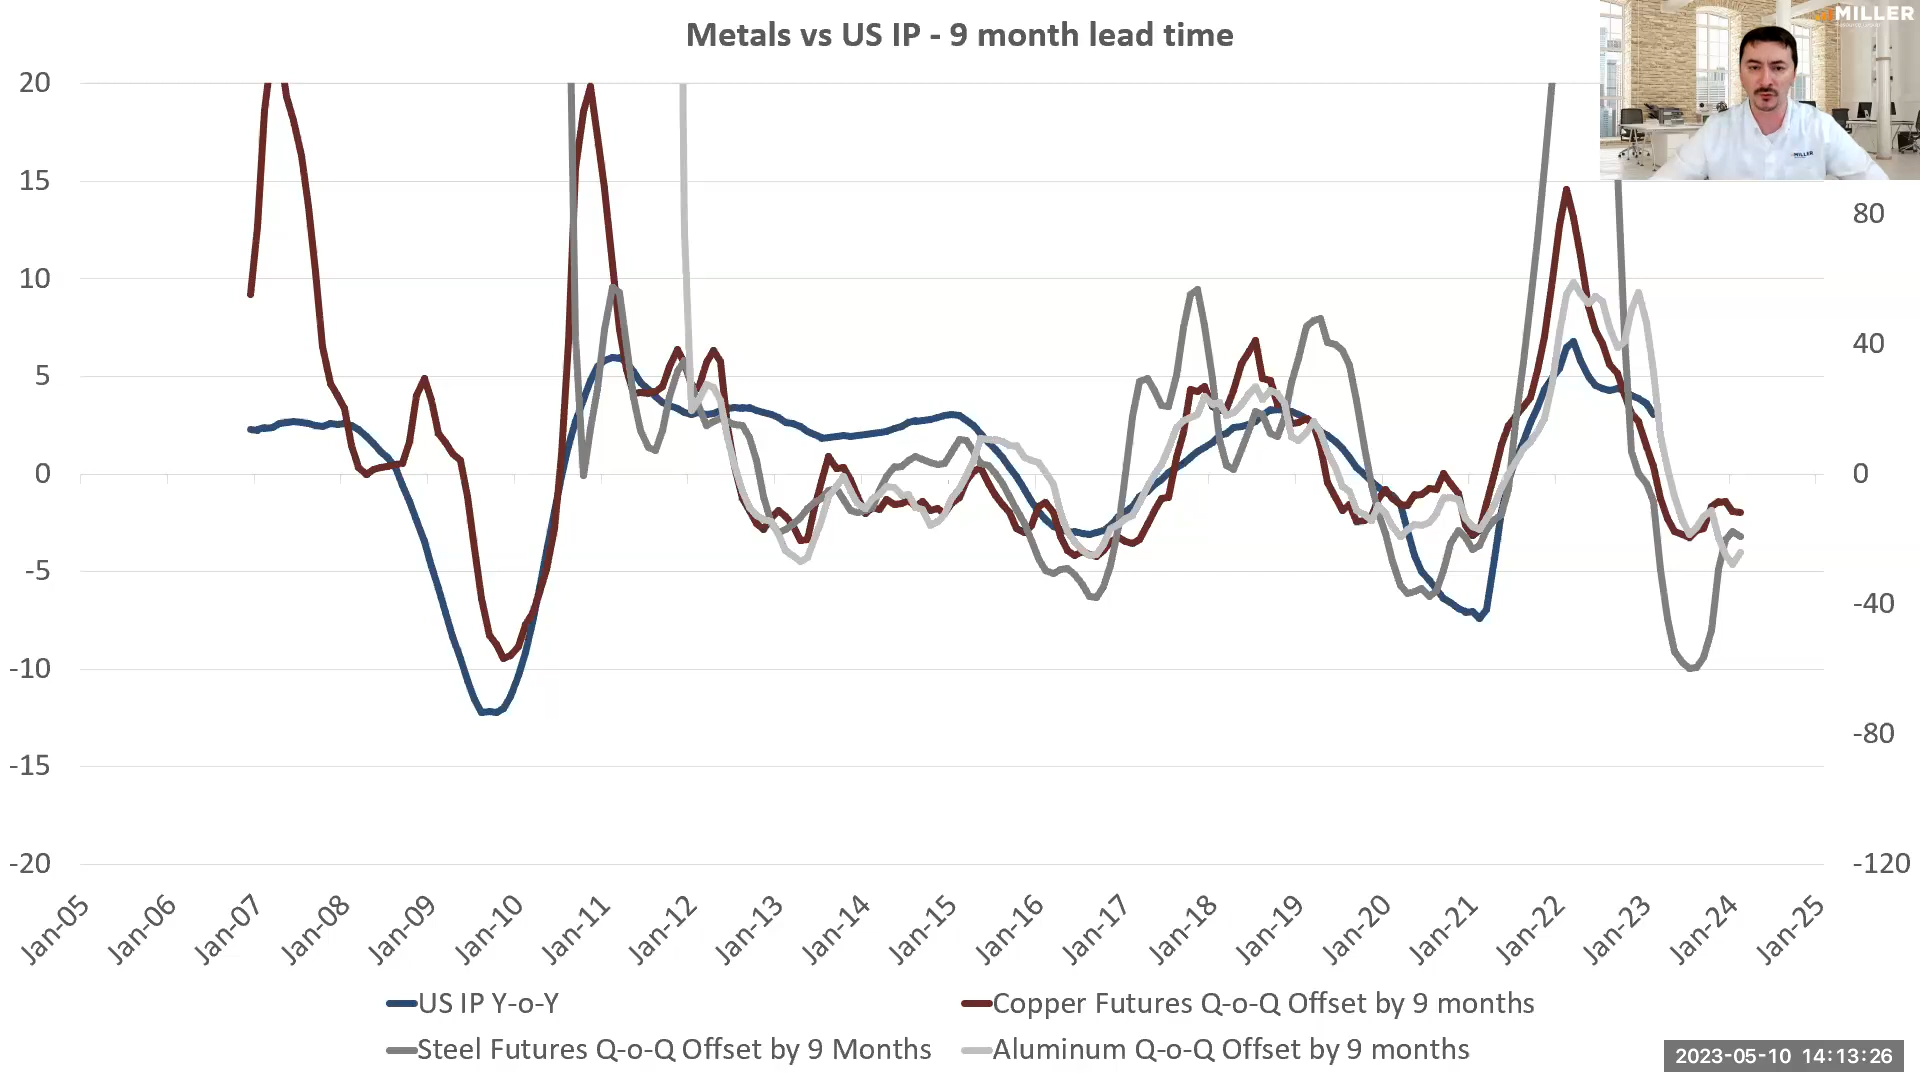 Metals vs US IP - 9 month lead time
MILLER
20
15
10
5
0
-5
-10
-15
-20
80
40
0
-40
-80
-120
Jan-05
Jan-06
Jan-07
Jan-08
Jan-09
Jan-10
Jan-11
Jan-12
Jan-13
Jan-14
Jan-15
Jan-16
Jan-17
Jan-18
Jan-19
Jan-20
Jan-21
Jan-22
Jan-23
Jan-24
Jan-25
US IP Y-o-Y
Copper Futures Q-o-Q Offset by 9 months
Steel Futures Q-o-Q Offset by 9 Months
Aluminum Q-o-Q Offset by 9 months
MILLER
2023-05-10 14:13:26